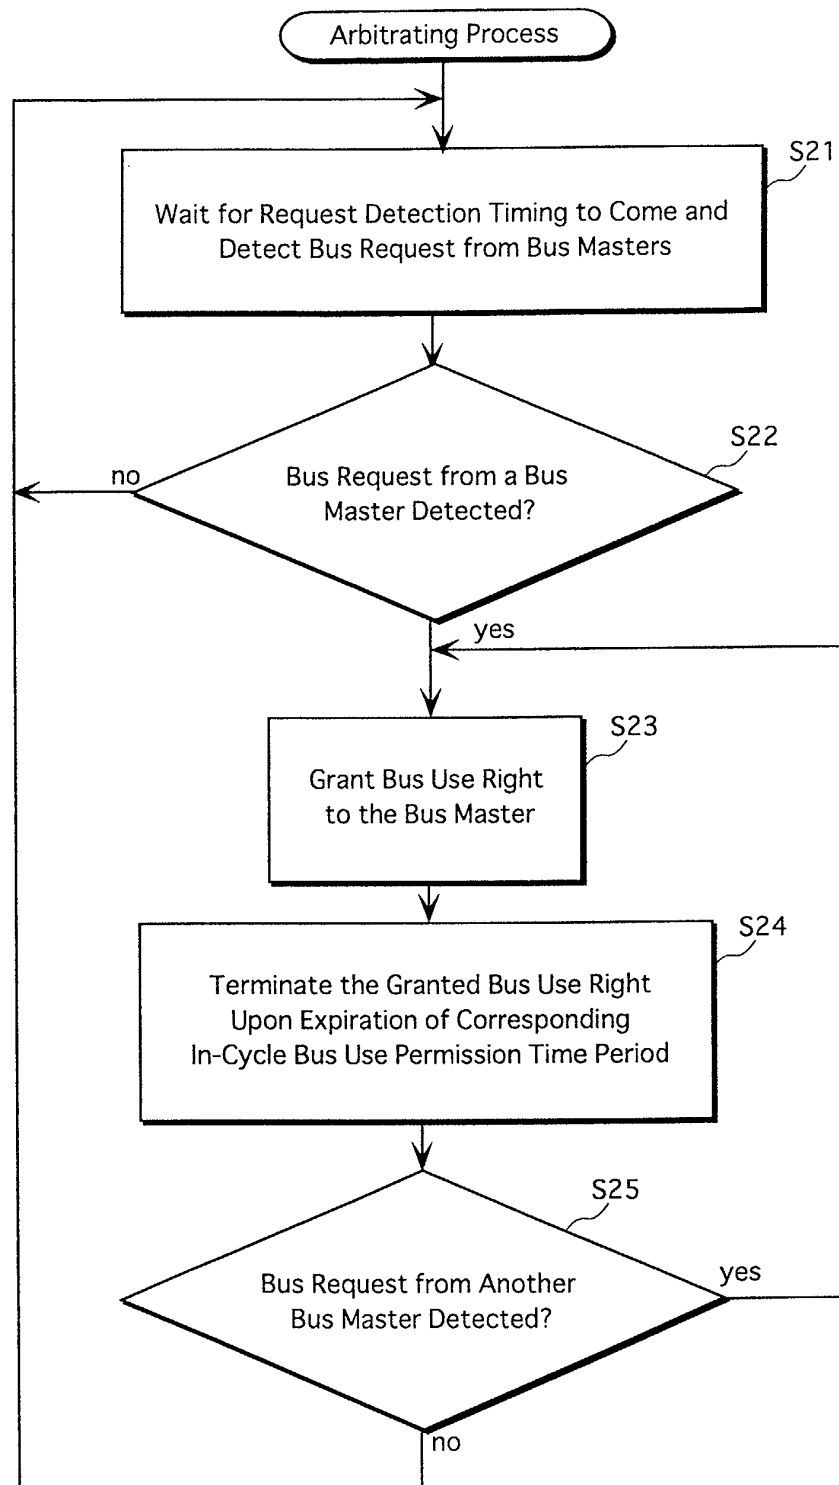 Arbitrating Process
S21
Wait for Request Detection Timing to Come and
Detect Bus Request from Bus Masters
S22
no
Bus Request from a Bus
Master Detected?
yes
S23
Grant Bus Use Right
to the Bus Master
S24
Terminate the Granted Bus Use Right
Upon Expiration of Corresponding
In-Cycle Bus Use Permission Time Period
S25
Bus Request from Another
Bus Master Detected?
yes
no